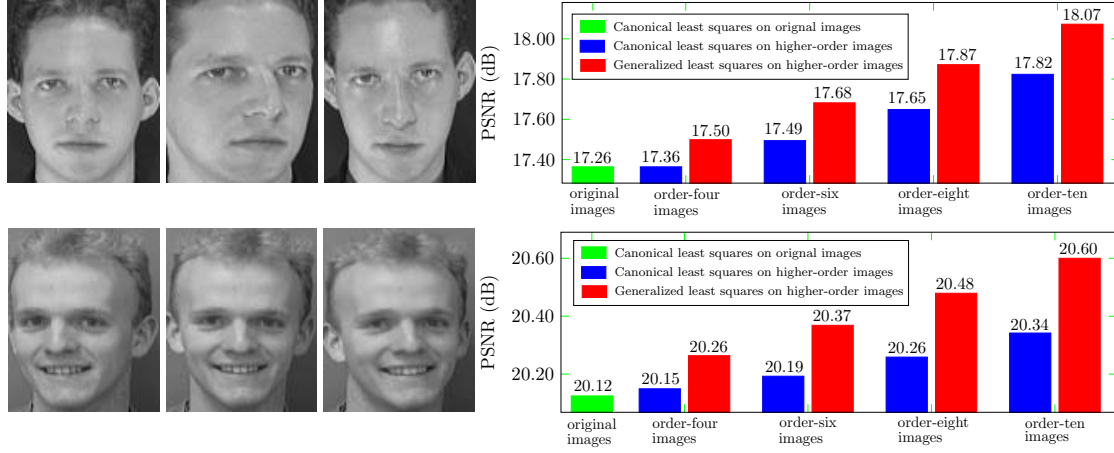 PSNR (dB)
18.00
17.80
17.60
17.40
Canonical least squares on orignal images
Canonical least squares on higher-order images
Generalized least squares on higher-order images
17.26
17.36
17.50
17.49
17.68
17.65
17.87
17.82
18.07
original
images
order-four
images
order-six
images
order-eight
images
order-ten
images
PSNR (dB)
20.60
20.40
20.20
Canonical least squares on orignal images
Canonical least squares on higher-order images
Generalized least squares on higher-order images
20.12
20.15
20.26
20.19
20.37
20.26
20.48
20.34
20.60
original
images
order-four
images
order-six
images
order-eight
images
order-ten
images